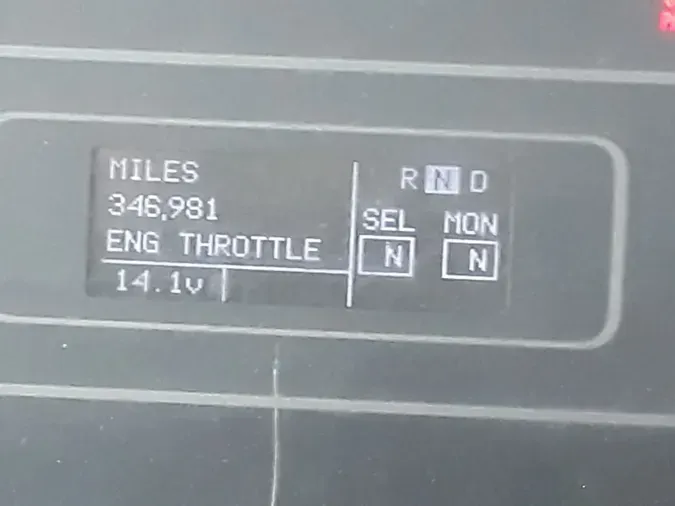 MILES
346,981
ENG THROTTLE
14.1v
R N D
SEL MON
N N